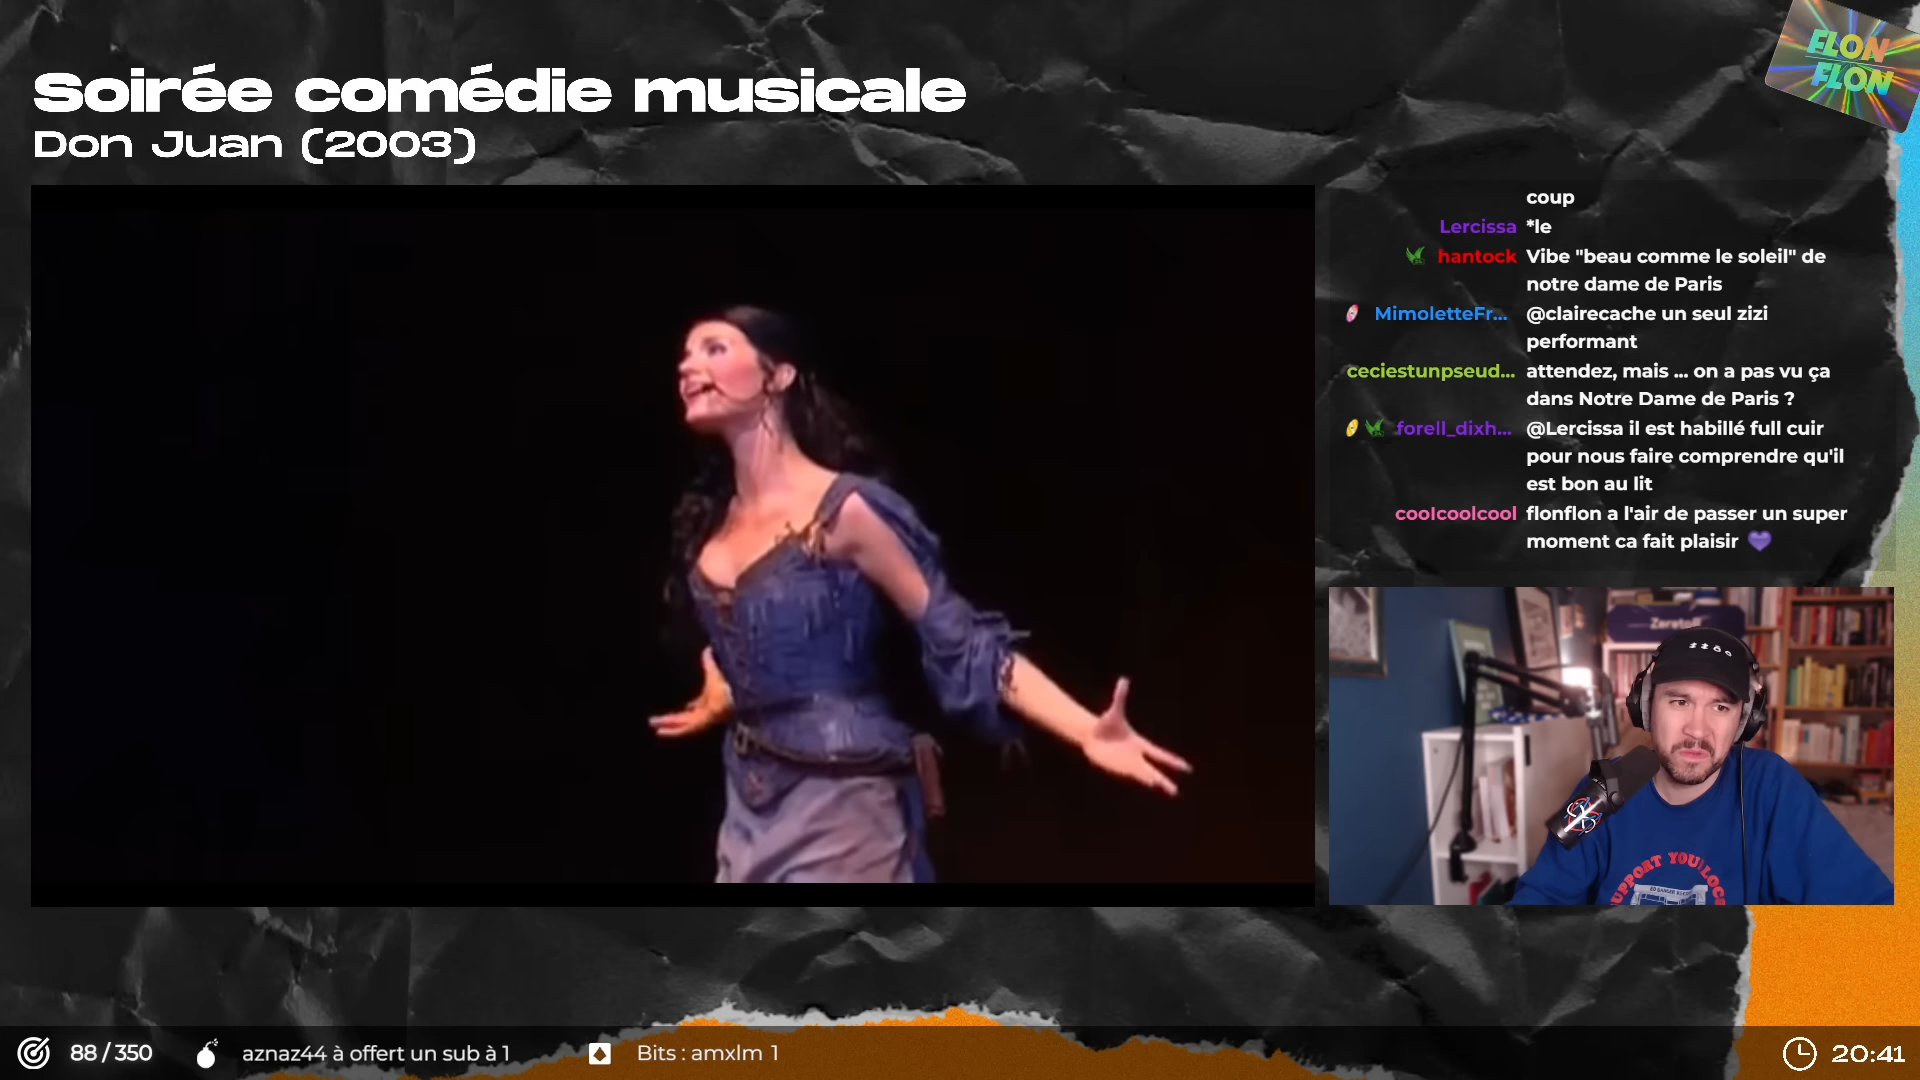 Soirée comédie musicale
Don Juan (2003)
FLON
FLON
coup
Lercissa *le
hantock Vibe "beau comme le soleil" de
notre dame de Paris
MimoletteFr... @clairecache un seul zizi
performant
ceciestunpseud... attendez, mais ... on a pas vu ça
dans Notre Dame de Paris ?
forell_dixh... @Lercissa il est habillé full cuir
pour nous faire comprendre qu'il
est bon au lit
coolcoolcool flonflon a l'air de passer un super
moment ca fait plaisir 💜
SUPPORT YOU LOC
88 / 350
aznaz44 à offert un sub à 1
Bits : amxlm 1
20:41